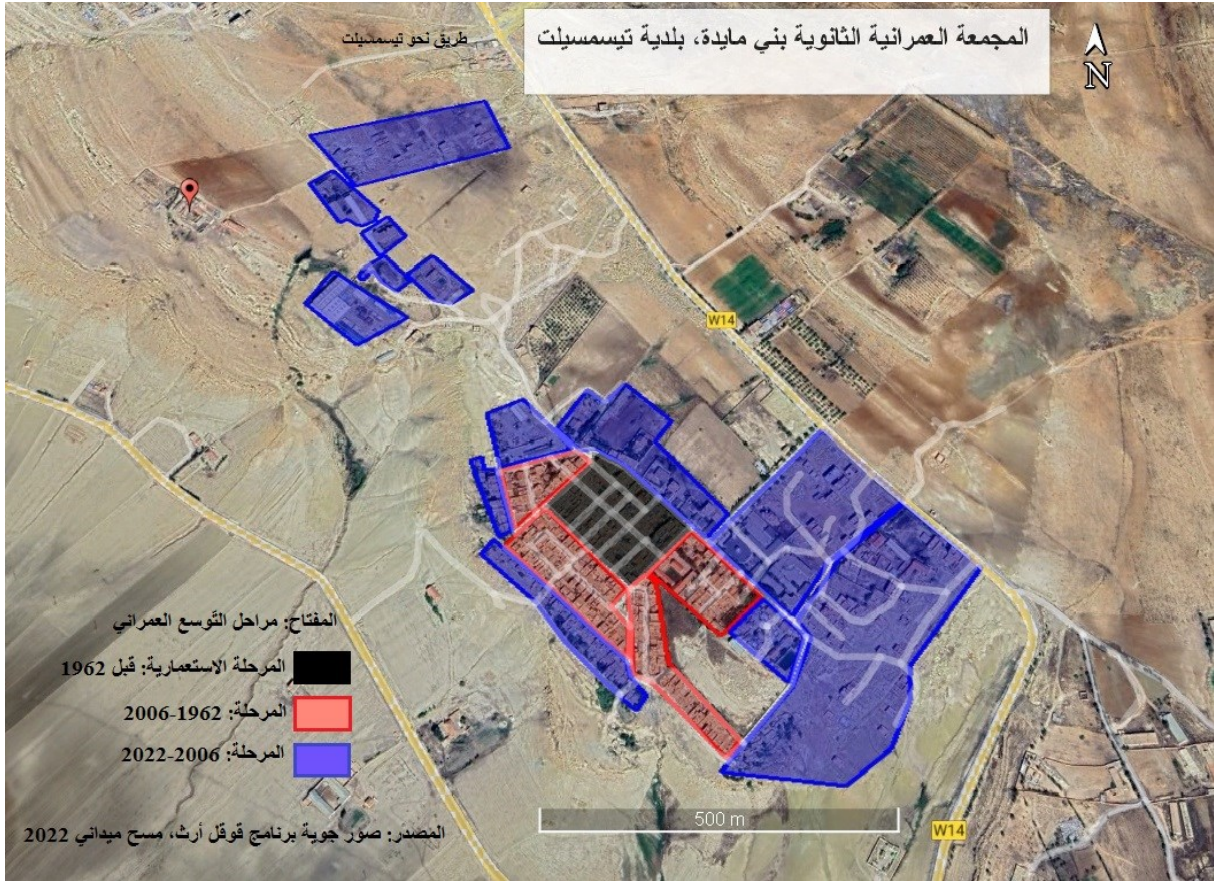 المجمعة العمرانية الثانوية بني مايدة، بلدية تيسمسيلت
N
طريق نحو تيسمسيلت
W14
المفتاح: مراحل التّوسع العمراني
المرحلة الاستعمارية: قبل 1962
المرحلة: 1962-2006
المرحلة: 2006-2022
500 m
W14
المصدر: صور جوية برنامج قوقل أرث، مسح ميداني 2022